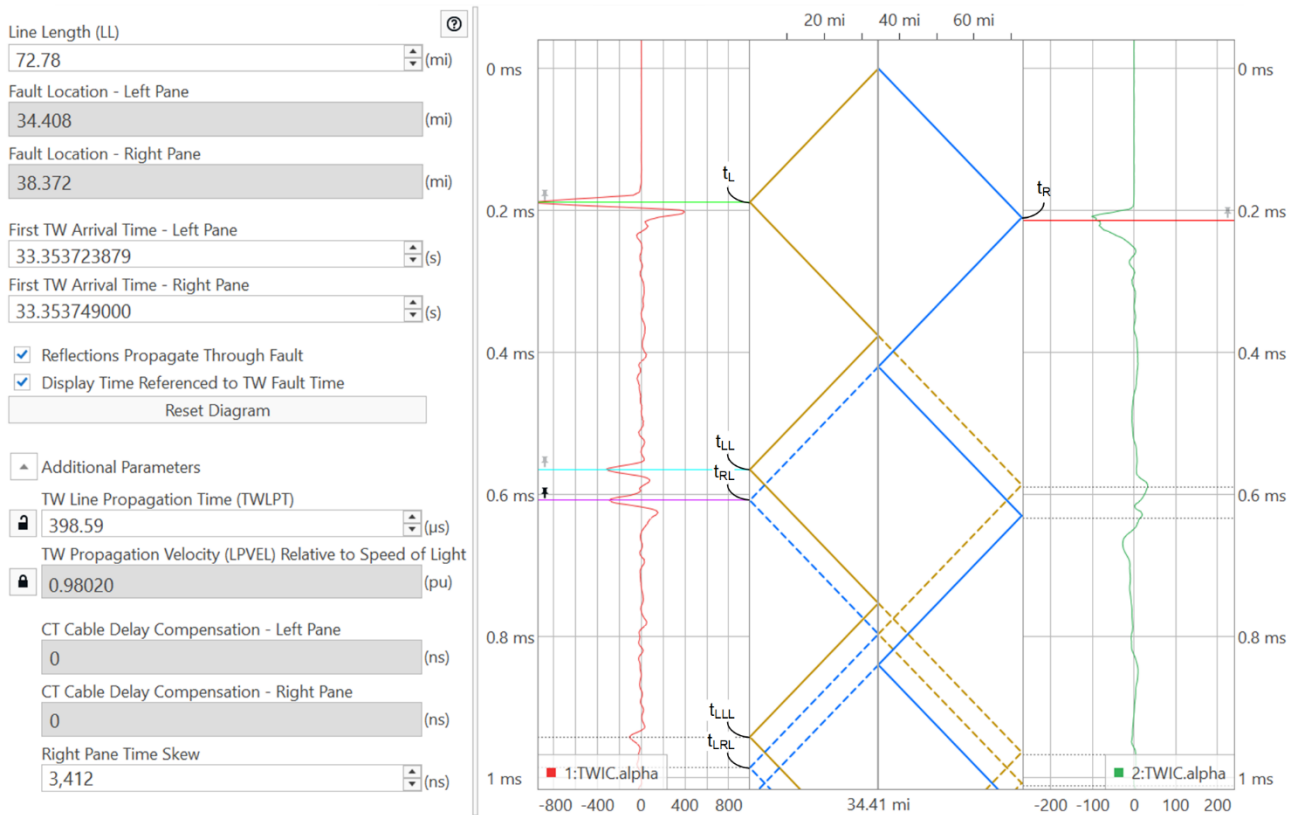 Line Length (LL)
72.78 (mi)
Fault Location - Left Pane
34.408 (mi)
Fault Location - Right Pane
38.372 (mi)
First TW Arrival Time - Left Pane
33.353723879 (s)
First TW Arrival Time - Right Pane
33.353749000 (s)
Reflections Propagate Through Fault
Display Time Referenced to TW Fault Time
Reset Diagram
Additional Parameters
TW Line Propagation Time (TWLPT)
398.59 (μs)
TW Propagation Velocity (LPVEL) Relative to Speed of Light
0.98020 (pu)
CT Cable Delay Compensation - Left Pane
0 (ns)
CT Cable Delay Compensation - Right Pane
0 (ns)
Right Pane Time Skew
3,412 (ns)
20 mi 40 mi 60 mi
0 ms 0 ms
tL
tR
0.2 ms 0.2 ms
0.4 ms 0.4 ms
tLL
tRL
0.6 ms 0.6 ms
0.8 ms 0.8 ms
tLLL
tLRL
1 ms 1:TWIC.alpha 2:TWIC.alpha 1 ms
-800 -400 0 400 800 34.41 mi -200 -100 0 100 200